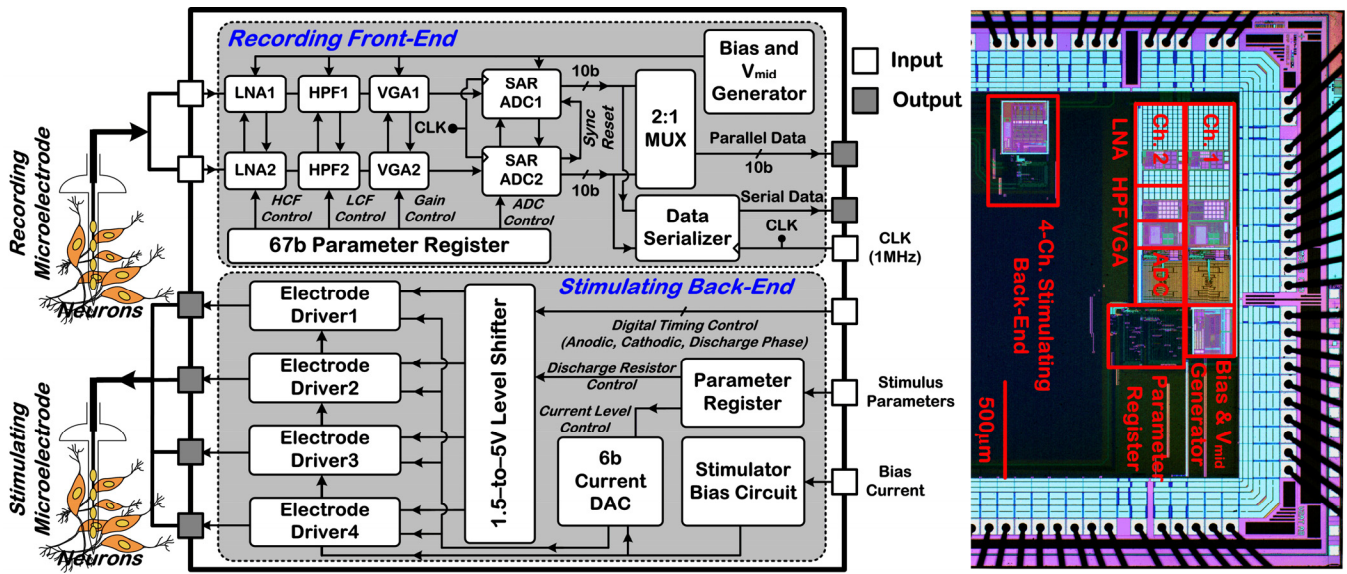 Recording Front-End
LNA1
HPF1
VGA1
SAR
ADC1
10b
2:1
MUX
Bias and
Vmid
Generator
CLK
Sync
Reset
LNA2
HPF2
VGA2
SAR
ADC2
10b
Parallel Data
10b
HCF
Control
LCF
Control
Gain
Control
ADC
Control
67b Parameter Register
Data
Serializer
Serial Data
CLK
CLK
(1MHz)
Input
Output
Recording
Microelectrode
Neurons
Stimulating Back-End
Electrode
Driver1
Electrode
Driver2
Electrode
Driver3
Electrode
Driver4
1.5-to-5V Level Shifter
Digital Timing Control
(Anodic, Cathodic, Discharge Phase)
Discharge Resistor
Control
Parameter
Register
Stimulus
Parameters
Current Level
Control
6b
Current
DAC
Stimulator
Bias Circuit
Bias
Current
Stimulating
Microelectrode
Neurons
Ch. 1
Ch. 2
LNA HPF VGA
ADC
4-Ch. Stimulating
Back-End
Bias & Vmid
Generator
Parameter
Register
500μm